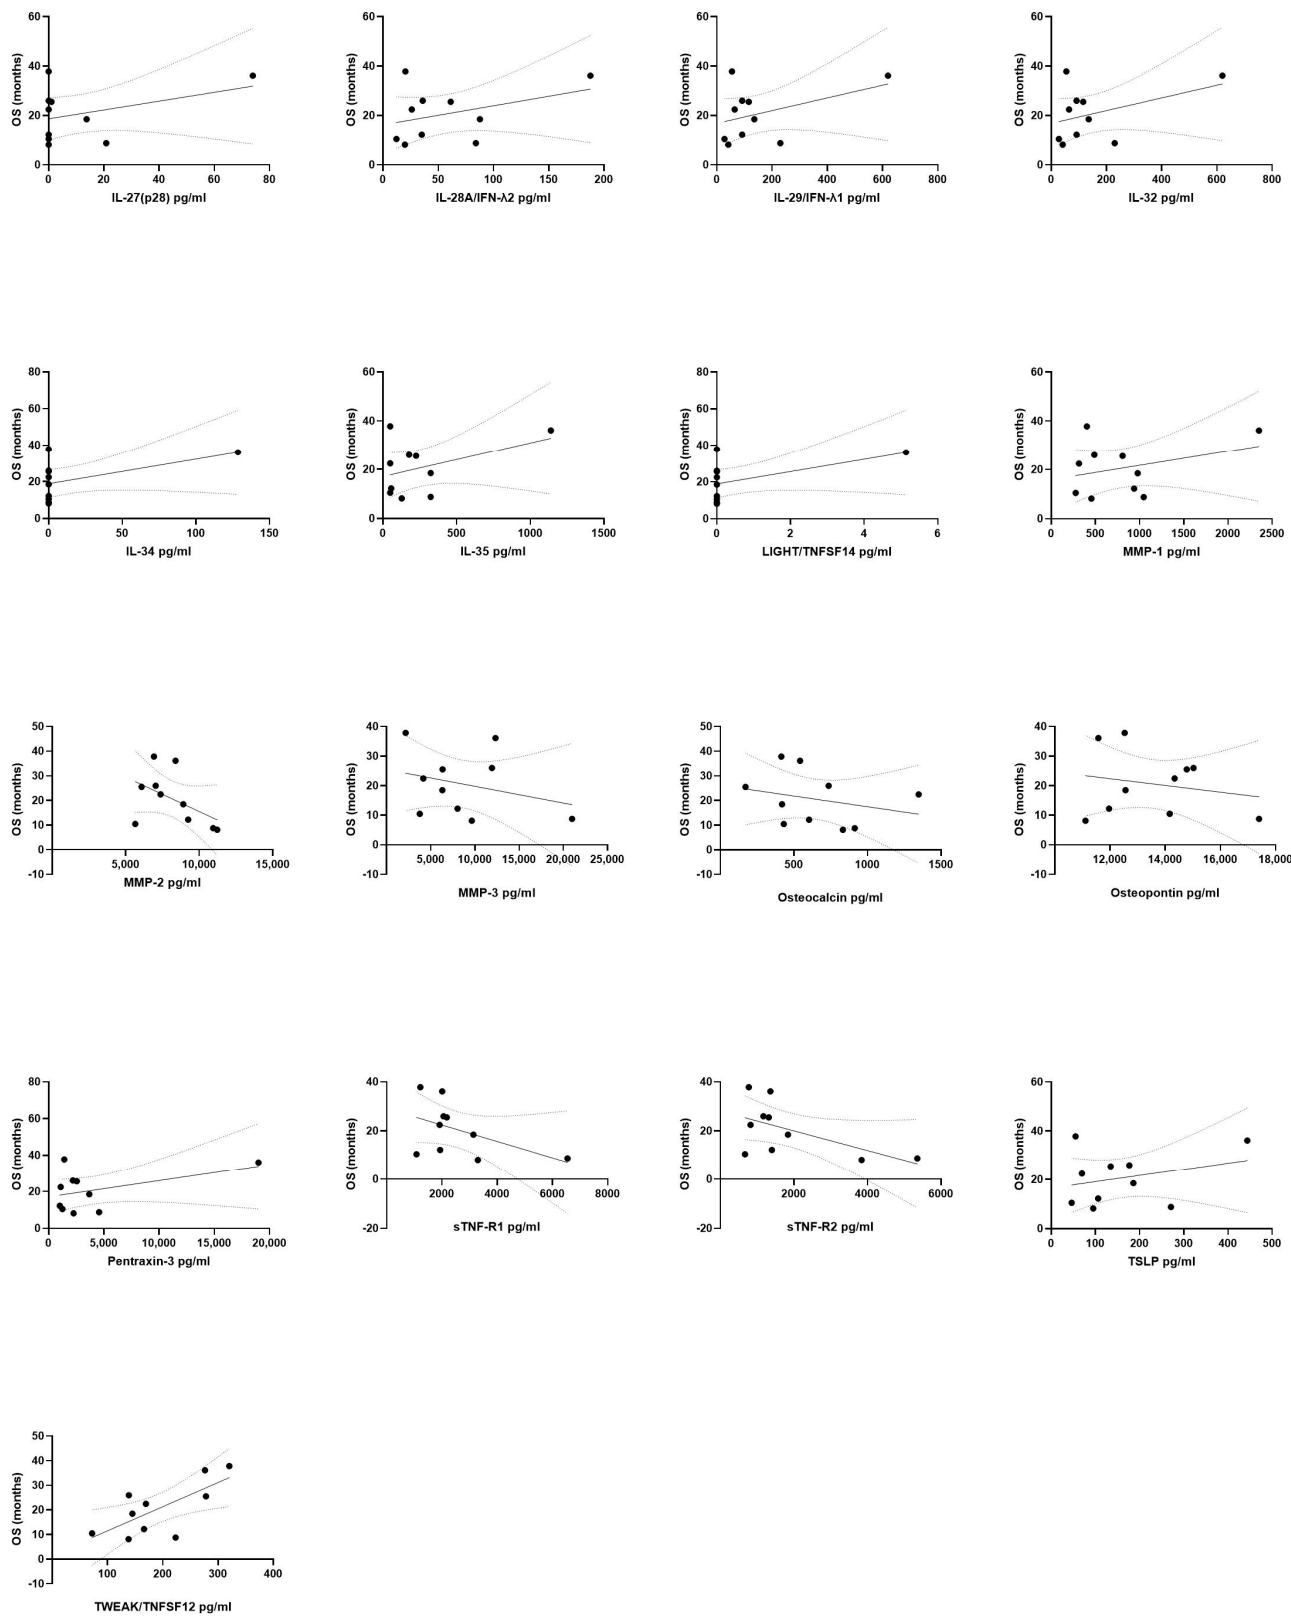 60
40
20
0
OS (months)
0 20 40 60 80
IL-27(p28) pg/ml
60
40
20
0
OS (months)
0 50 100 150 200
IL-28A/IFN-λ2 pg/ml
60
40
20
0
OS (months)
0 200 400 600 800
IL-29/IFN-λ1 pg/ml
60
40
20
0
OS (months)
0 200 400 600 800
IL-32 pg/ml
80
60
40
20
0
OS (months)
0 50 100 150
IL-34 pg/ml
60
40
20
0
OS (months)
0 500 1000 1500
IL-35 pg/ml
80
60
40
20
0
OS (months)
0 2 4 6
LIGHT/TNFSF14 pg/ml
60
40
20
0
OS (months)
0 500 1000 1500 2000 2500
MMP-1 pg/ml
50
40
30
20
10
0
-10
OS (months)
5,000 10,000 15,000
MMP-2 pg/ml
40
30
20
10
0
-10
OS (months)
5,000 10,000 15,000 20,000 25,000
MMP-3 pg/ml
40
30
20
10
0
-10
OS (months)
500 1000 1500
Osteocalcin pg/ml
40
30
20
10
0
-10
OS (months)
12,000 14,000 16,000 18,000
Osteopontin pg/ml
80
60
40
20
0
OS (months)
0 5,000 10,000 15,000 20,000
Pentraxin-3 pg/ml
40
20
0
-20
OS (months)
2000 4000 6000 8000
sTNF-R1 pg/ml
40
20
0
-20
OS (months)
2000 4000 6000
sTNF-R2 pg/ml
60
40
20
0
OS (months)
0 100 200 300 400 500
TSLP pg/ml
50
40
30
20
10
0
-10
OS (months)
100 200 300 400
TWEAK/TNFSF12 pg/ml